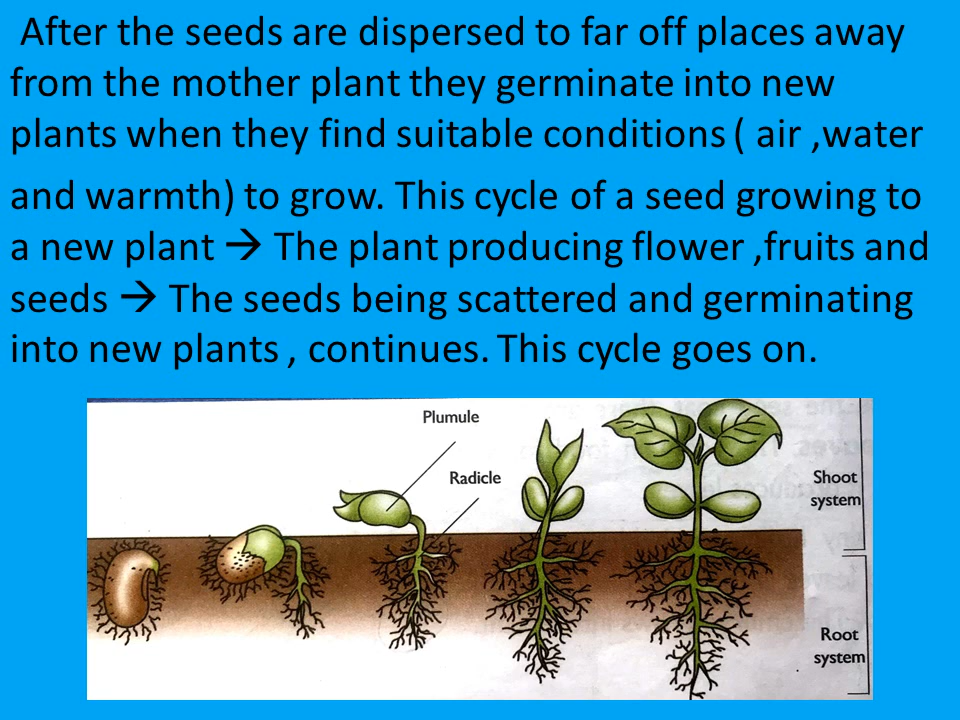 After the seeds are dispersed to far off places away
from the mother plant they germinate into new
plants when they find suitable conditions ( air ,water
and warmth) to grow. This cycle of a seed growing to
a new plant → The plant producing flower ,fruits and
seeds → The seeds being scattered and germinating
into new plants , continues. This cycle goes on.
Plumule
Radicle
Shoot
system
Root
system